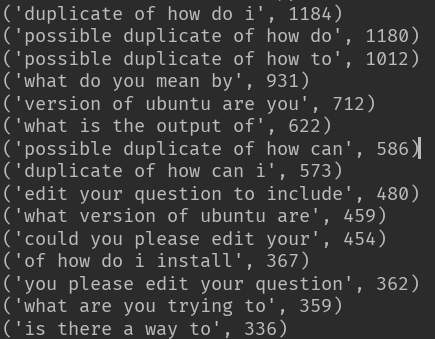 ('duplicate of how do i', 1184)
('possible duplicate of how do', 1180)
('possible duplicate of how to', 1012)
('what do you mean by', 931)
('version of ubuntu are you', 712)
('what is the output of', 622)
('possible duplicate of how can', 586)
('duplicate of how can i', 573)
('edit your question to include', 480)
('what version of ubuntu are', 459)
('could you please edit your', 454)
('of how do i install', 367)
('you please edit your question', 362)
('what are you trying to', 359)
('is there a way to', 336)